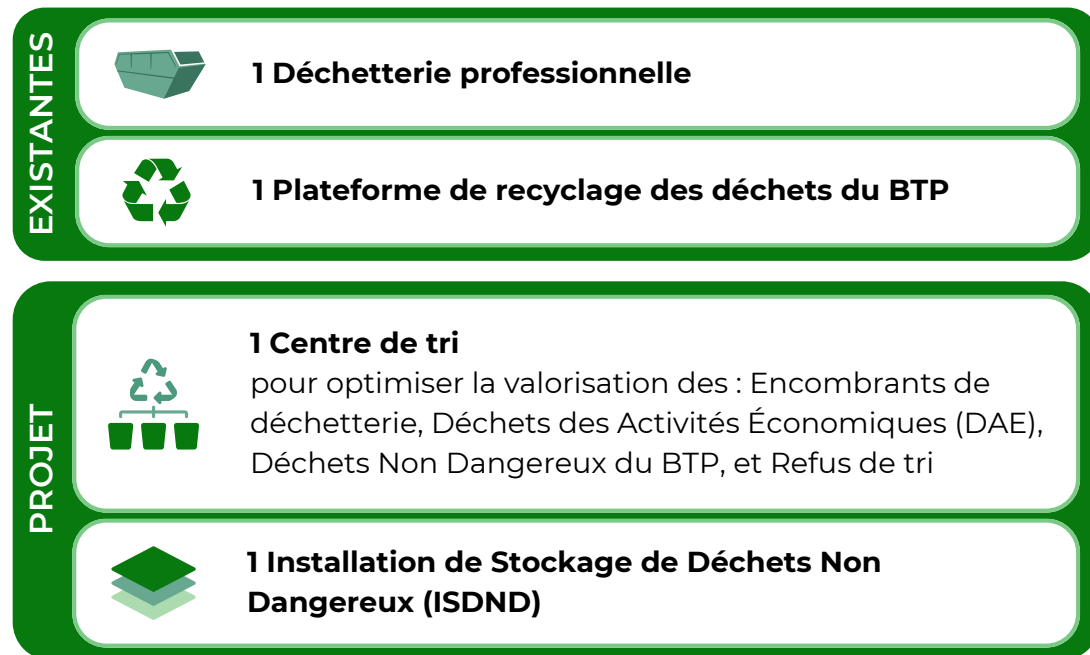 EXISTANTES
1 Déchetterie professionnelle
1 Plateforme de recyclage des déchets du BTP
PROJET
1 Centre de tri
pour optimiser la valorisation des : Encombrants de
déchetterie, Déchets des Activités Économiques (DAE),
Déchets Non Dangereux du BTP, et Refus de tri
1 Installation de Stockage de Déchets Non
Dangereux (ISDND)